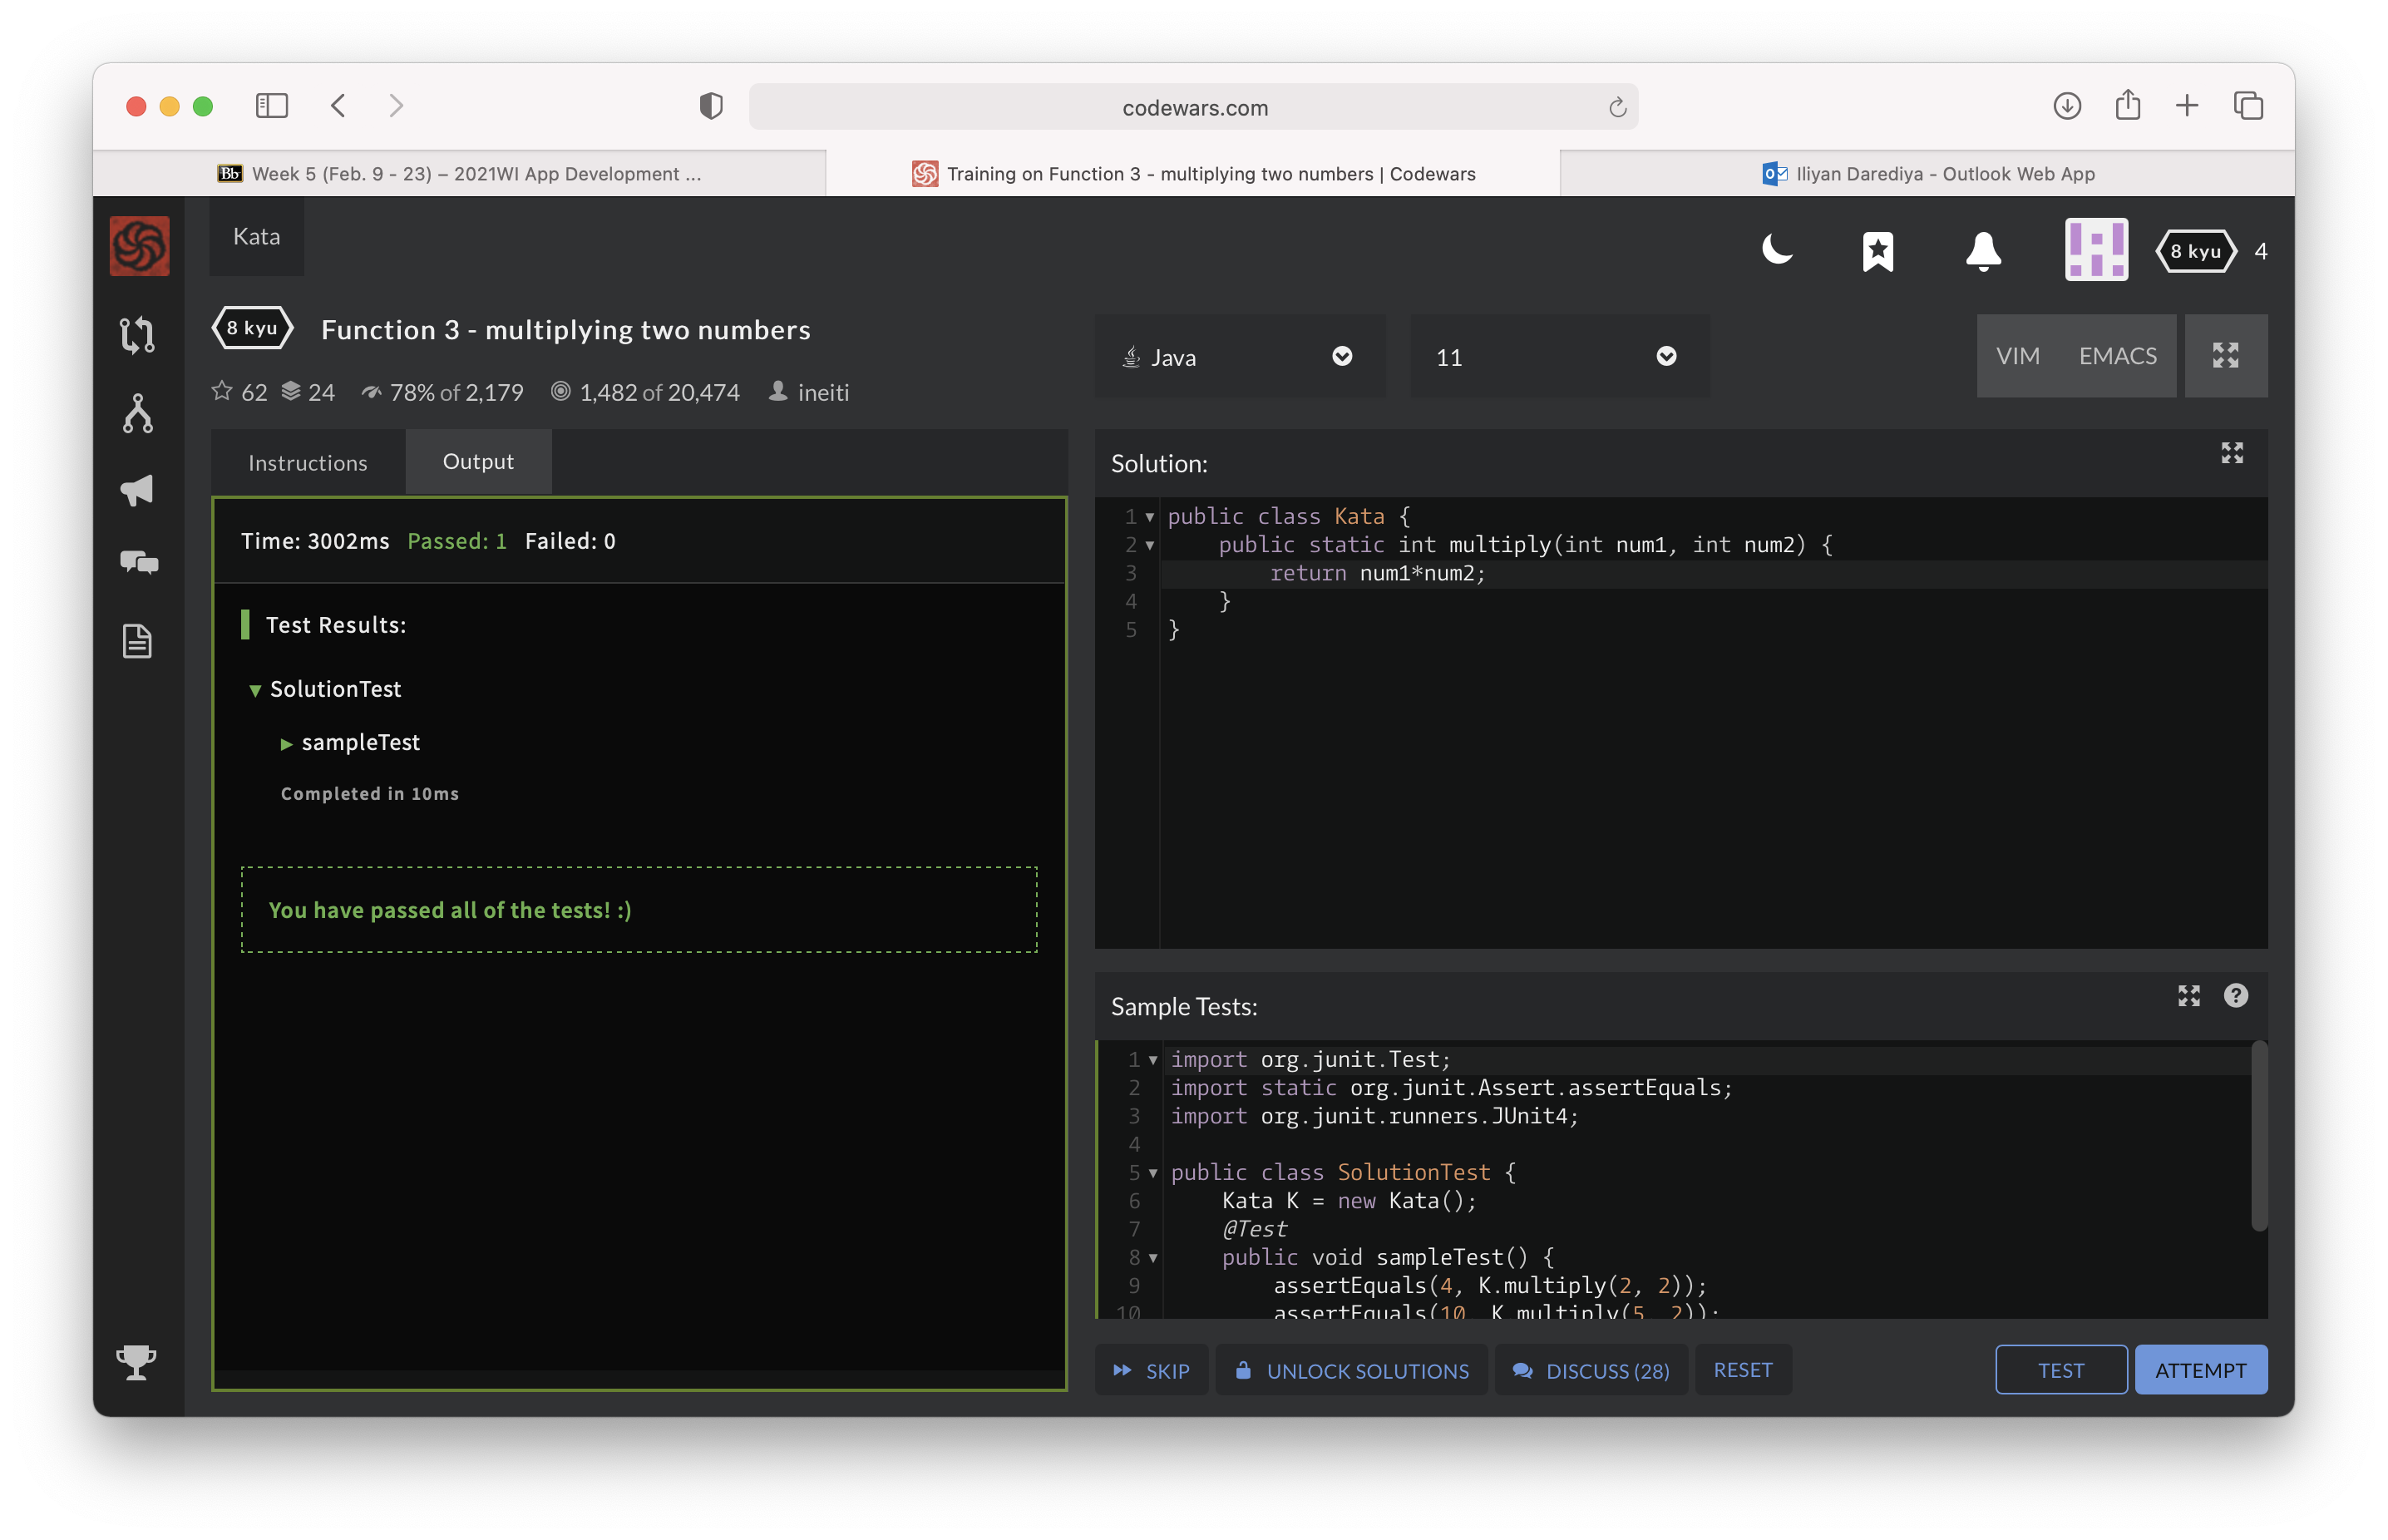 codewars.com
Bb Week 5 (Feb. 9 - 23) – 2021WI App Development ...
Training on Function 3 - multiplying two numbers | Codewars
Iliyan Darediya - Outlook Web App
Kata
8 kyu 4
8 kyu Function 3 - multiplying two numbers
62 24 78% of 2,179 1,482 of 20,474 ineiti
Java
11
VIM EMACS
Instructions Output
Time: 3002ms Passed: 1 Failed: 0
Test Results:
▼ SolutionTest
▶ sampleTest
Completed in 10ms
You have passed all of the tests! :)
Solution:
1 public class Kata {
2 public static int multiply(int num1, int num2) {
3 return num1*num2;
4 }
5 }
Sample Tests:
1 import org.junit.Test;
2 import static org.junit.Assert.assertEquals;
3 import org.junit.runners.JUnit4;
4
5 public class SolutionTest {
6 Kata K = new Kata();
7 @Test
8 public void sampleTest() {
9 assertEquals(4, K.multiply(2, 2));
10 assertEquals(10, K.multiply(5, 2));
SKIP UNLOCK SOLUTIONS DISCUSS (28) RESET TEST ATTEMPT